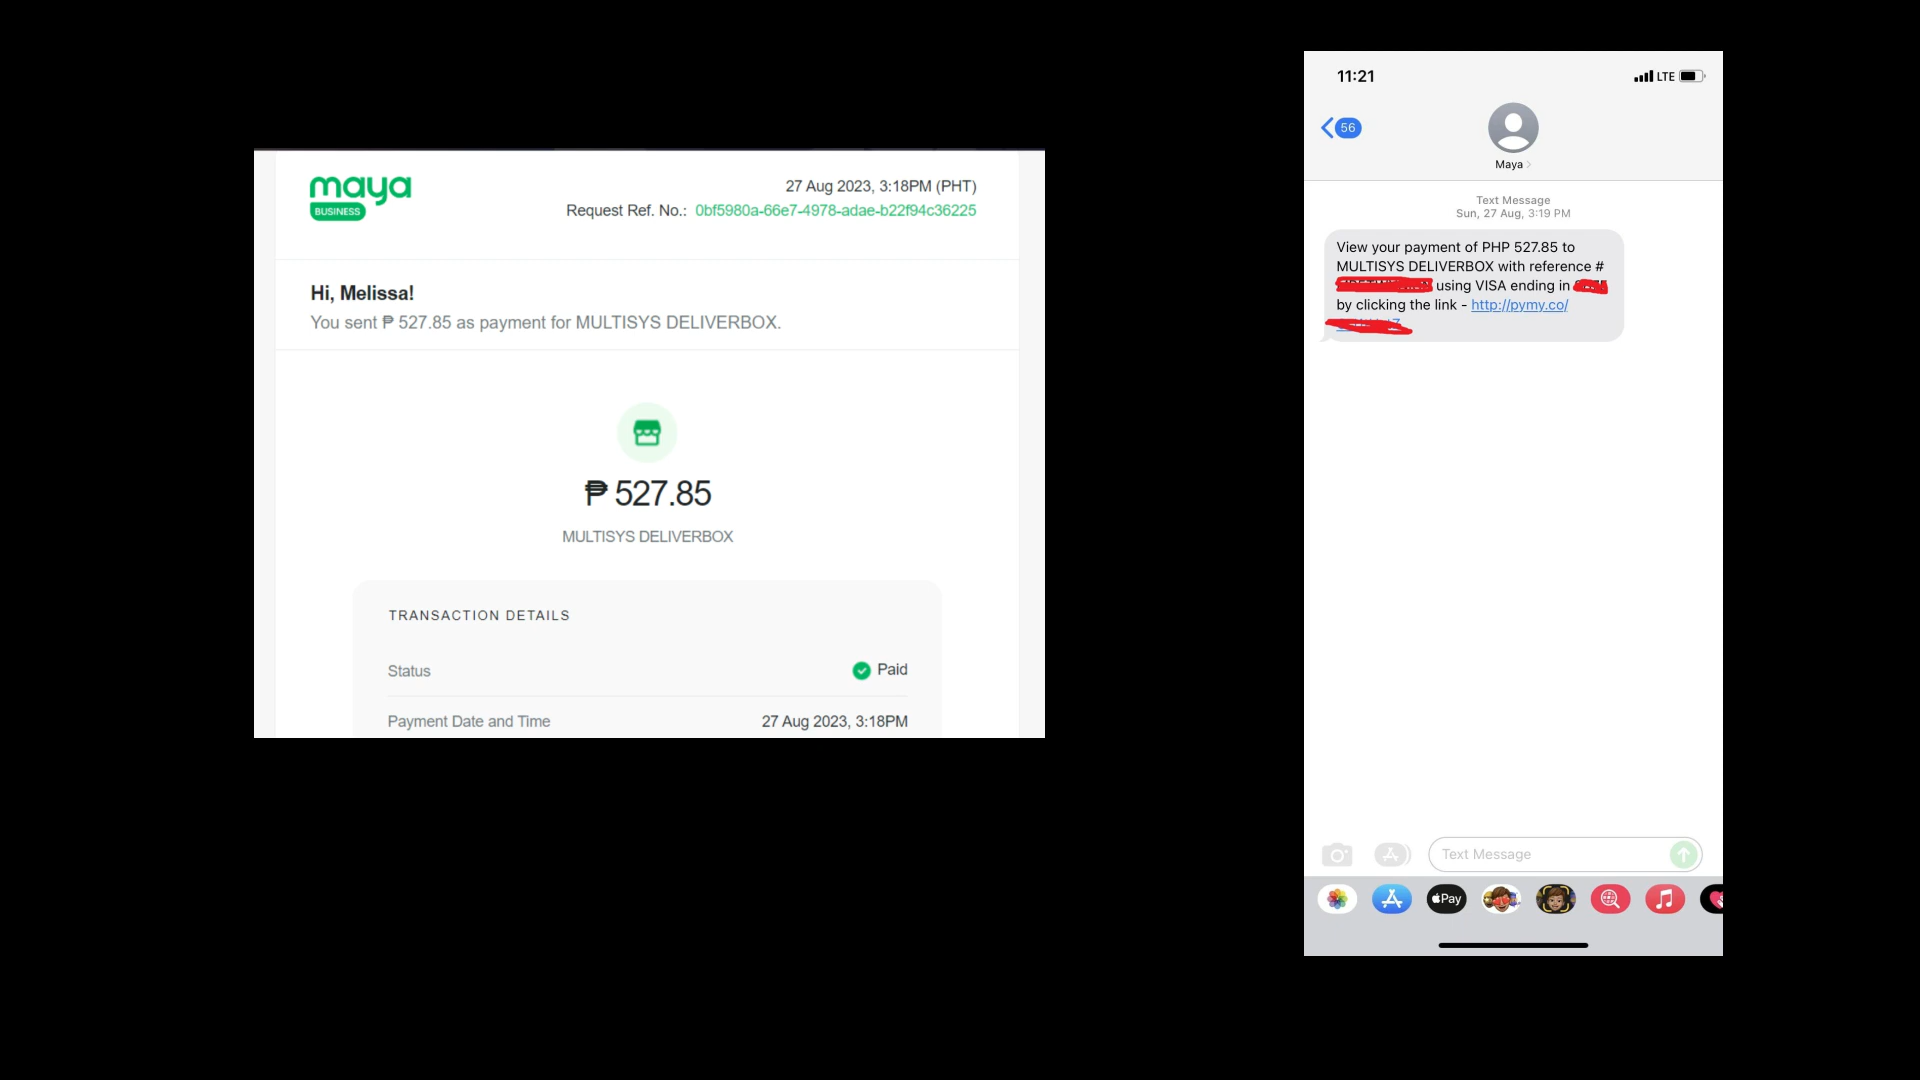 maya
BUSINESS
27 Aug 2023, 3:18PM (PHT)
Request Ref. No.: 0bf5980a-66e7-4978-adae-b22f94c36225
Hi, Melissa!
You sent ₱ 527.85 as payment for MULTISYS DELIVERBOX.
₱ 527.85
MULTISYS DELIVERBOX
TRANSACTION DETAILS
Status Paid
Payment Date and Time 27 Aug 2023, 3:18PM
11:21 LTE
56
Maya
Text Message
Sun, 27 Aug, 3:19 PM
View your payment of PHP 527.85 to
MULTISYS DELIVERBOX with reference #
using VISA ending in
by clicking the link - http://pymy.co/
Text Message
Pay